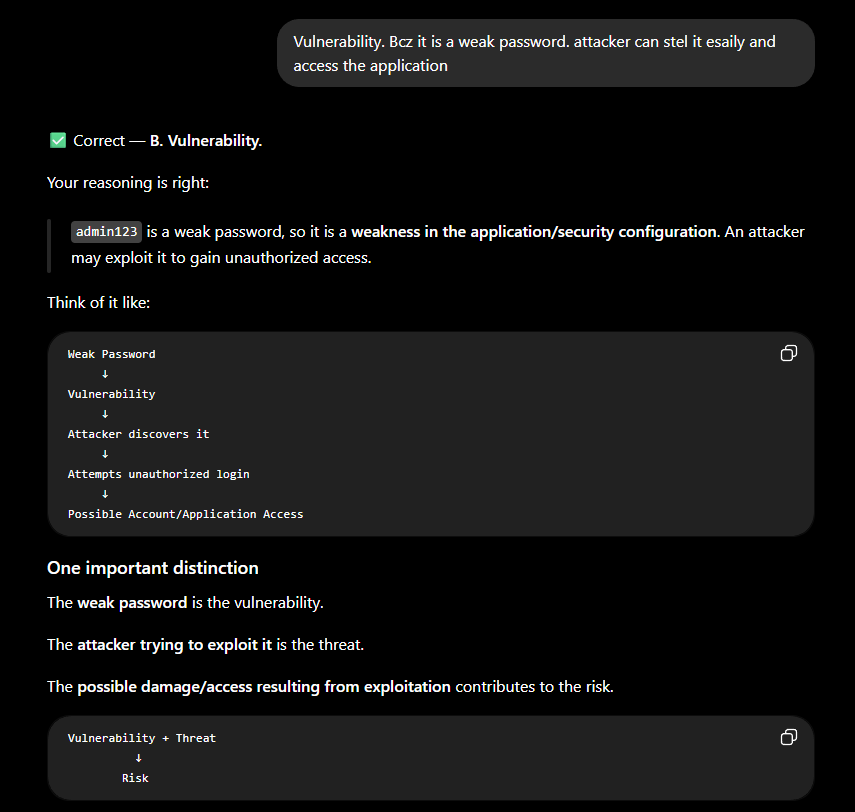 Vulnerability. Bcz it is a weak password. attacker can stel it esaily and
access the application
✅ Correct — B. Vulnerability.
Your reasoning is right:
admin123 is a weak password, so it is a weakness in the application/security configuration. An attacker
may exploit it to gain unauthorized access.
Think of it like:
Weak Password
↓
Vulnerability
↓
Attacker discovers it
↓
Attempts unauthorized login
↓
Possible Account/Application Access
One important distinction
The weak password is the vulnerability.
The attacker trying to exploit it is the threat.
The possible damage/access resulting from exploitation contributes to the risk.
Vulnerability + Threat
↓
Risk